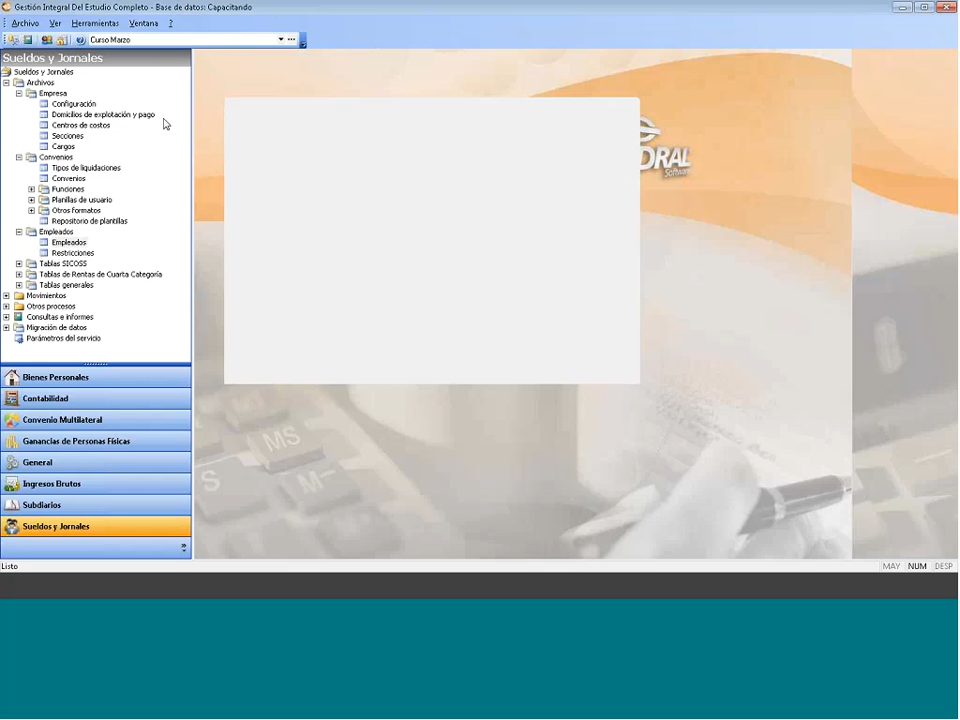 Gestión Integral Del Estudio Completo - Base de datos: Capacitando
Archivo Ver Herramientas Ventana ?
Curso Marzo
Sueldos y Jornales
Sueldos y Jornales
Archivos
Empresa
Configuración
Domicilios de explotación y pago
Centros de costos
Secciones
Cargos
Convenios
Tipos de liquidaciones
Convenios
Funciones
Planillas de usuario
Otros formatos
Repositorio de plantillas
Empleados
Empleados
Restricciones
Tablas SICOSS
Tablas de Rentas de Cuarta Categoría
Tablas generales
Movimientos
Otros procesos
Consultas e informes
Migración de datos
Parámetros del servicio
Bienes Personales
Contabilidad
Convenio Multilateral
Ganancias de Personas Físicas
General
Ingresos Brutos
Subdiarios
Sueldos y Jornales
DRAL
Software
MS
M-
S
Listo
MAY NUM DESP